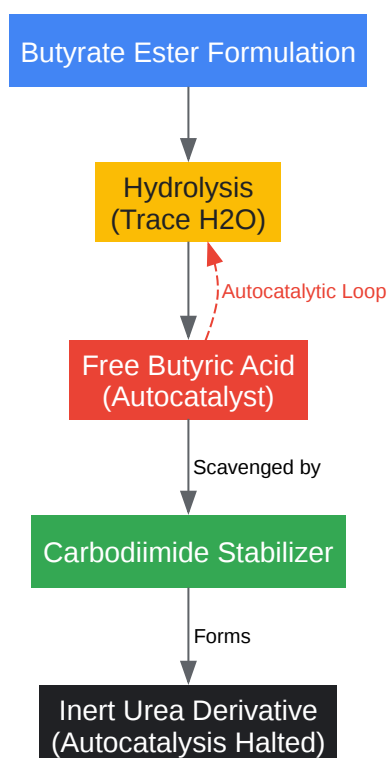 Butyrate Ester Formulation
Hydrolysis
(Trace H2O)
Autocatalytic Loop
Free Butyric Acid
(Autocatalyst)
Scavenged by
Carbodiimide Stabilizer
Forms
Inert Urea Derivative
(Autocatalysis Halted)